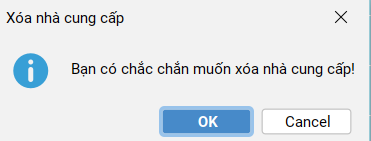 Xóa nhà cung cấp
Bạn có chắc chắn muốn xóa nhà cung cấp!
OK Cancel